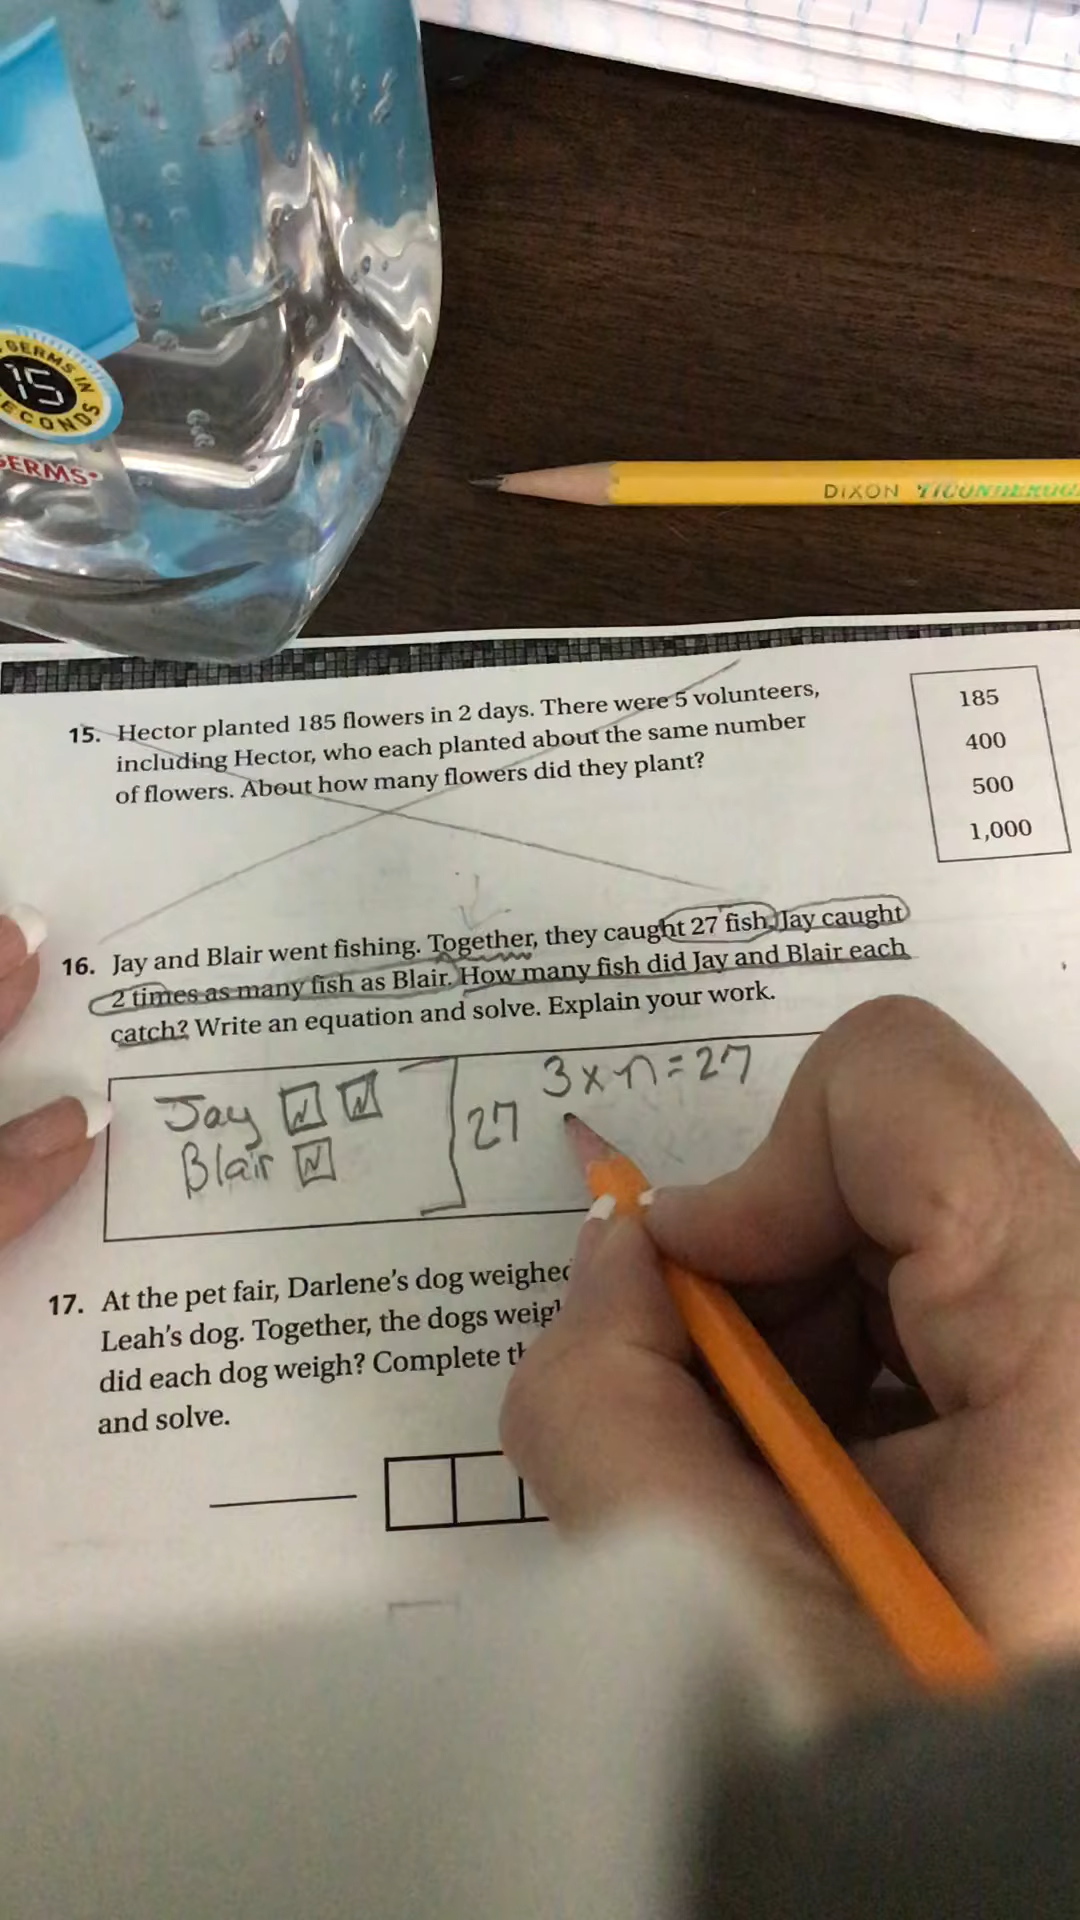 GERMS IN
15
ECONDS
GERMS
DIXON TICONDEROGA
15. Hector planted 185 flowers in 2 days. There were 5 volunteers,
including Hector, who each planted about the same number
of flowers. About how many flowers did they plant?
185
400
500
1,000
16. Jay and Blair went fishing. Together, they caught 27 fish. Jay caught
2 times as many fish as Blair. How many fish did Jay and Blair each
catch? Write an equation and solve. Explain your work.
Jay N N
Blair N
27
3 x n = 27
17. At the pet fair, Darlene's dog weighed
Leah's dog. Together, the dogs weigh
did each dog weigh? Complete th
and solve.